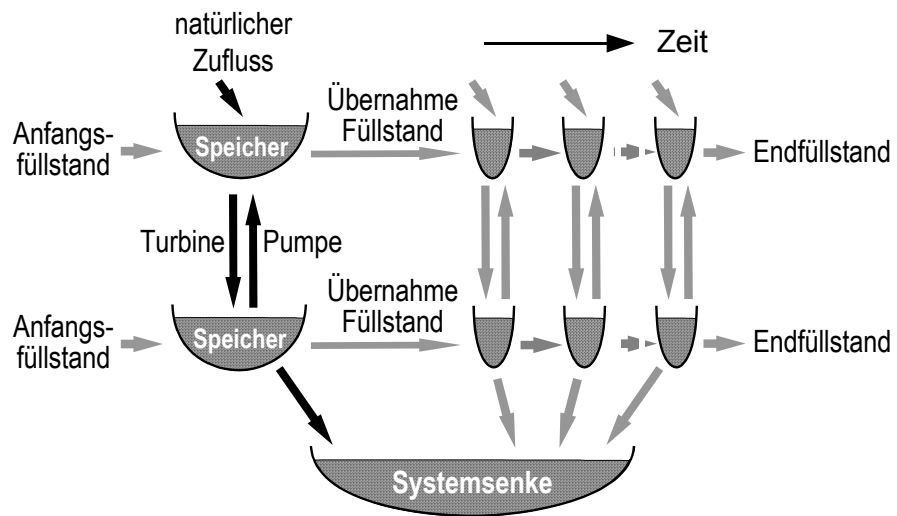 natürlicher
Zufluss
Zeit
Übernahme
Füllstand
Anfangs-
füllstand
Speicher
Endfüllstand
Turbine
Pumpe
Übernahme
Füllstand
Anfangs-
füllstand
Speicher
Endfüllstand
Systemsenke